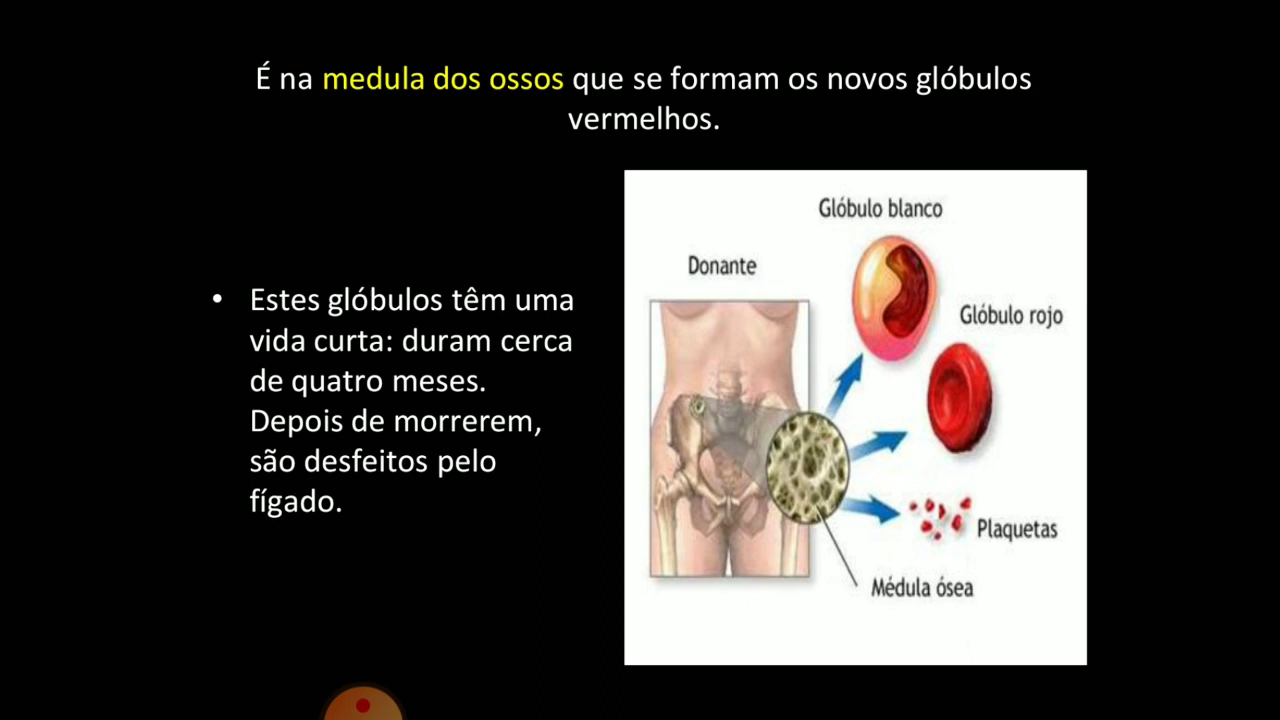 É na medula dos ossos que se formam os novos glóbulos
vermelhos.
• Estes glóbulos têm uma
vida curta: duram cerca
de quatro meses.
Depois de morrerem,
são desfeitos pelo
fígado.
Glóbulo blanco
Donante
Glóbulo rojo
Plaquetas
Médula ósea